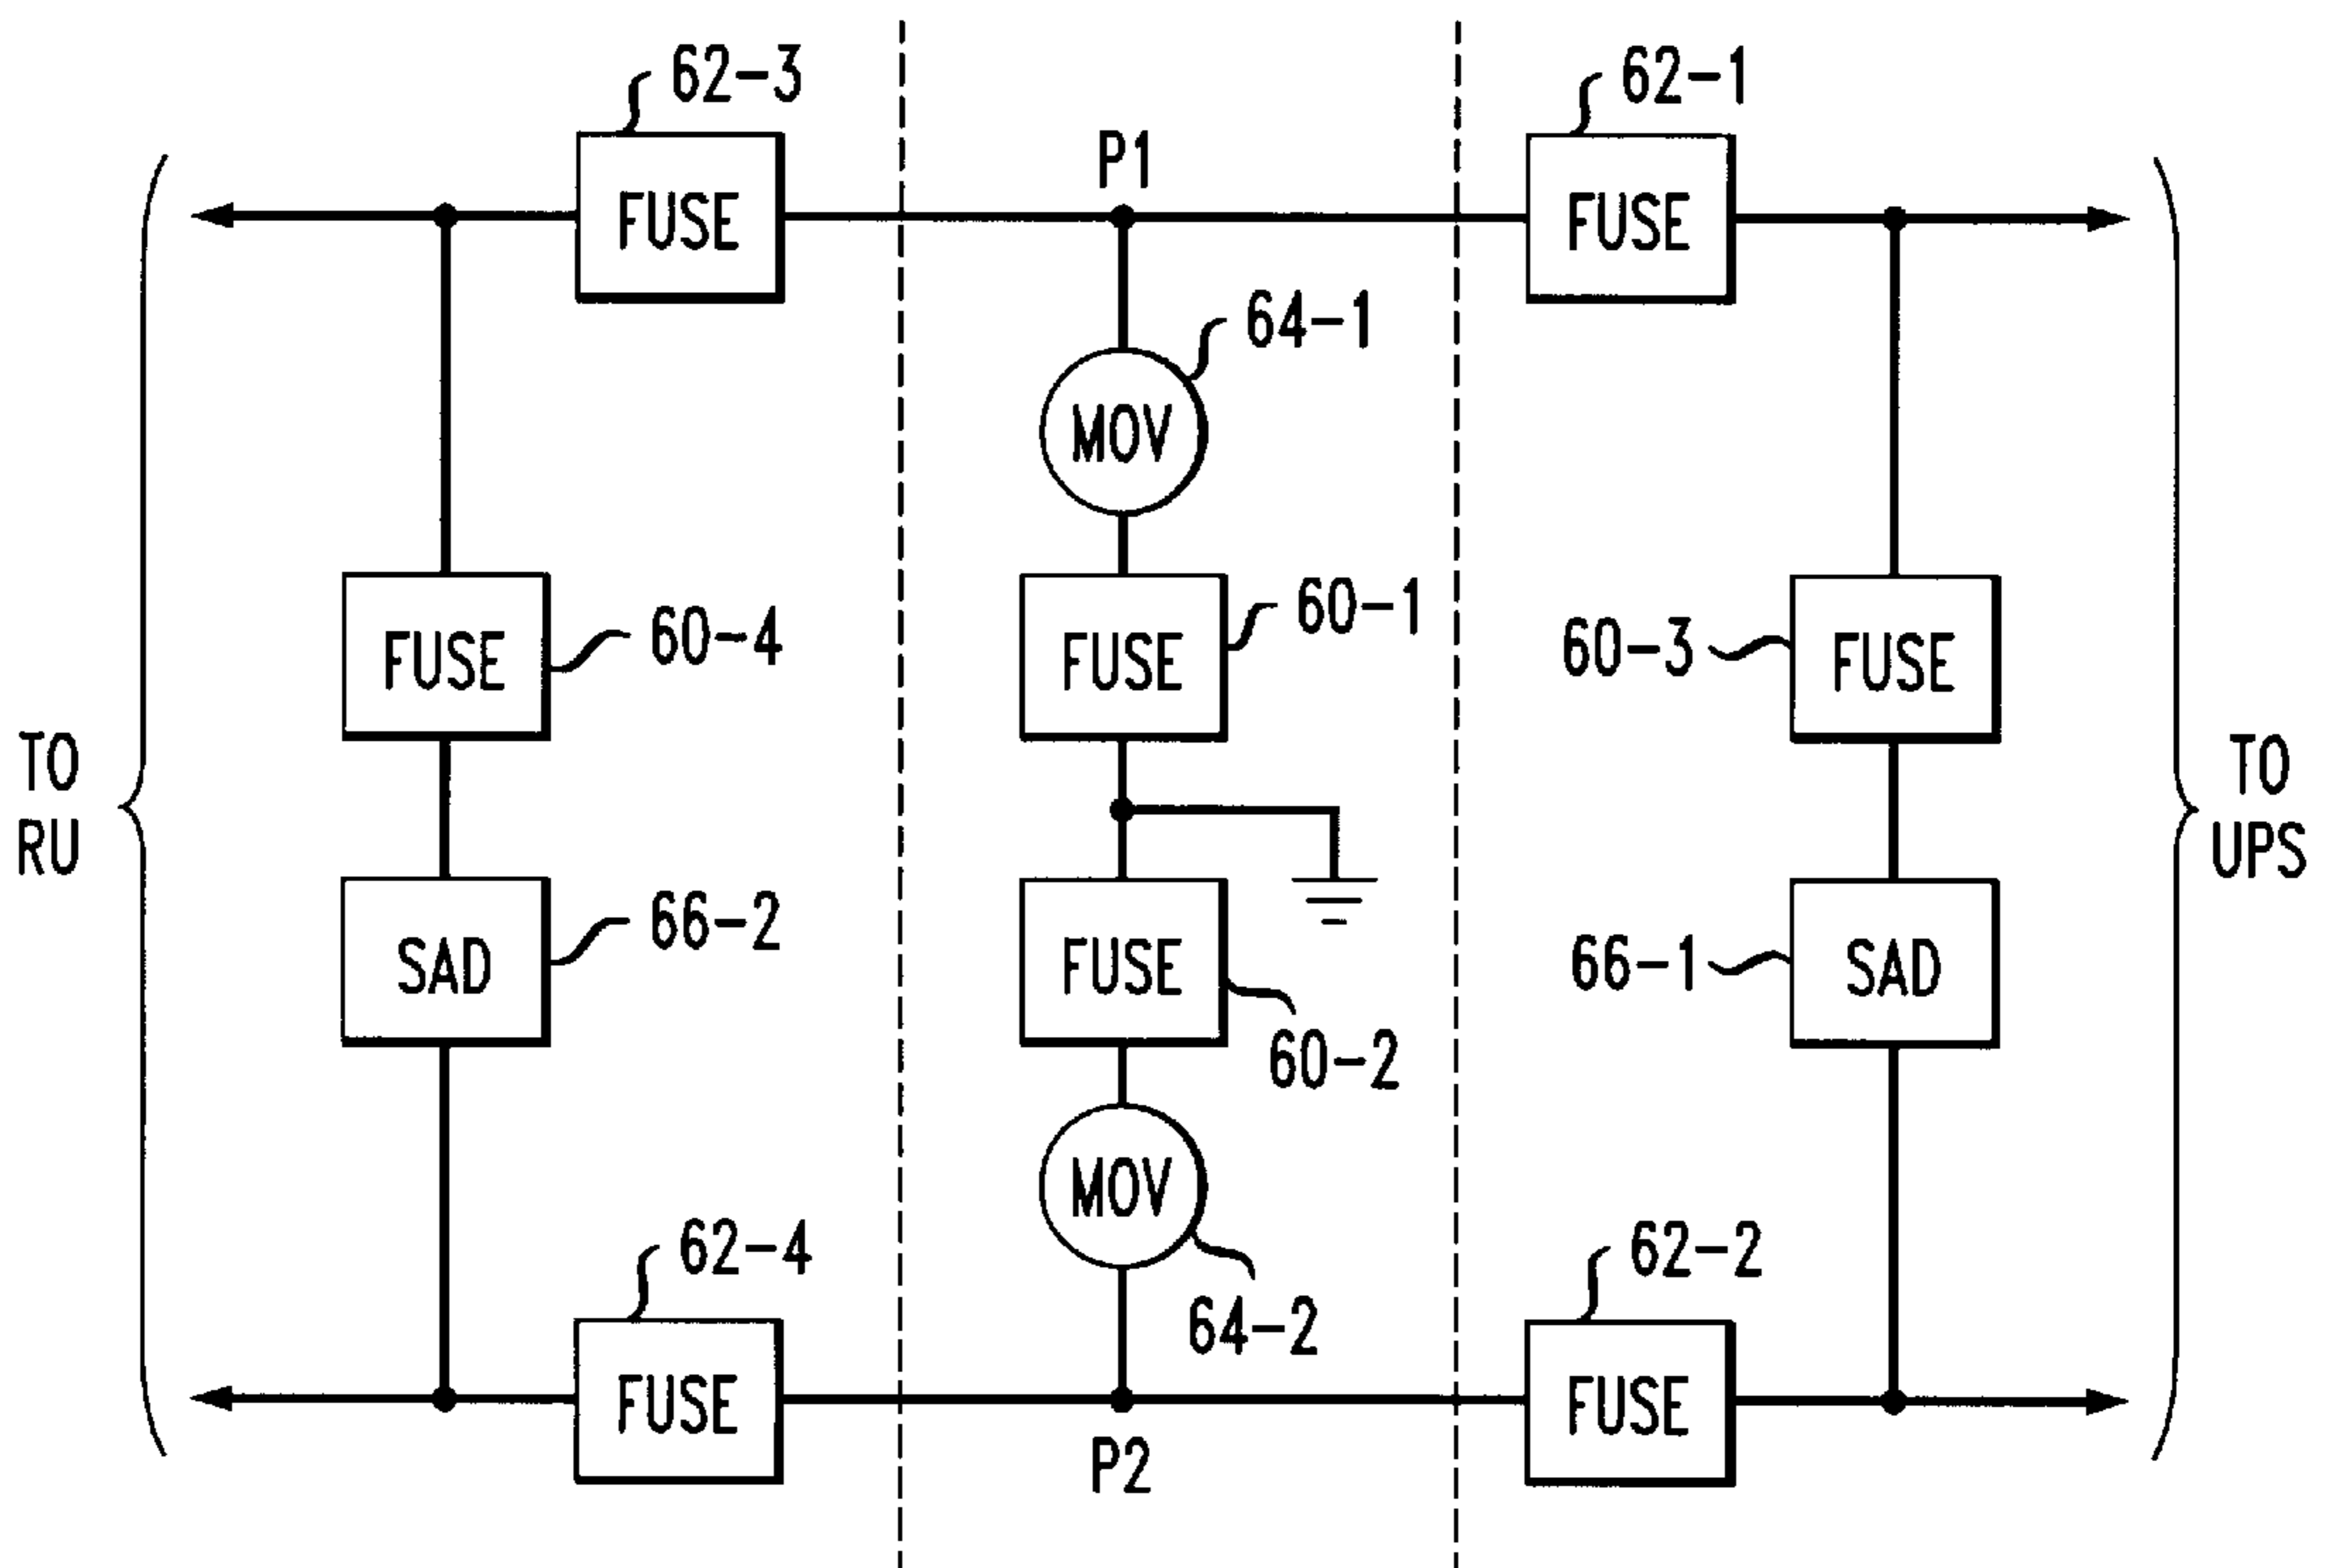 62-3
62-1
P1
FUSE
FUSE
64-1
MOV
60-4
FUSE
60-1
FUSE
60-3
FUSE
TO
RU
TO
UPS
SAD
66-2
FUSE
60-2
66-1
SAD
MOV
64-2
62-4
62-2
FUSE
FUSE
P2